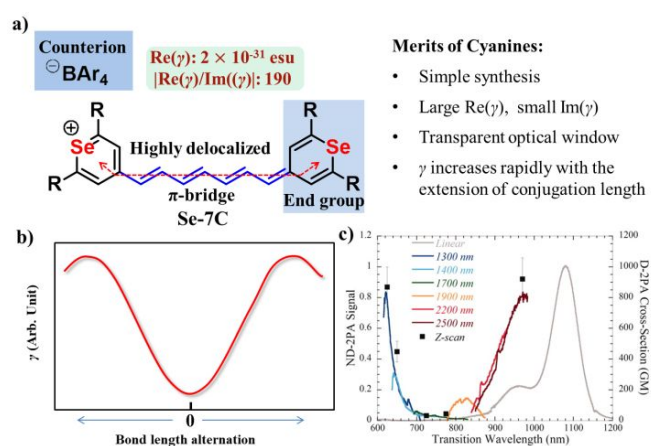 a)
Counterion
⊖BAr4
Re(γ): 2 × 10-31 esu
|Re(γ)/Im((γ)|: 190
R
R
⊕
Se
Highly delocalized
Se
R
R
π-bridge
End group
Se-7C
Merits of Cyanines:
• Simple synthesis
• Large Re(γ), small Im(γ)
• Transparent optical window
• γ increases rapidly with the
extension of conjugation length
b)
γ (Arb. Unit)
0
Bond length alternation
c)
ND-2PA Signal
1.2
1
0.8
0.6
0.4
0.2
0
Linear
1300 nm
1400 nm
1700 nm
1900 nm
2200 nm
2500 nm
Z-scan
1200
1000
800
600
400
200
0
D-2PA Cross-Section (GM)
600 700 800 900 1000 1100
Transition Wavelength (nm)